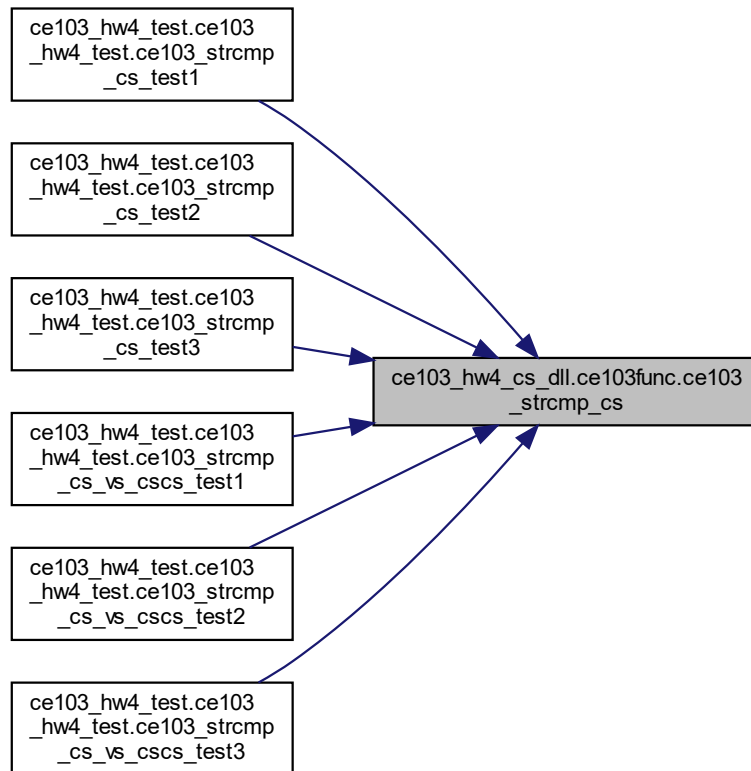 ce103_hw4_test.ce103
_hw4_test.ce103_strcmp
_cs_test1
ce103_hw4_test.ce103
_hw4_test.ce103_strcmp
_cs_test2
ce103_hw4_test.ce103
_hw4_test.ce103_strcmp
_cs_test3
ce103_hw4_cs_dll.ce103func.ce103
_strcmp_cs
ce103_hw4_test.ce103
_hw4_test.ce103_strcmp
_cs_vs_cscs_test1
ce103_hw4_test.ce103
_hw4_test.ce103_strcmp
_cs_vs_cscs_test2
ce103_hw4_test.ce103
_hw4_test.ce103_strcmp
_cs_vs_cscs_test3